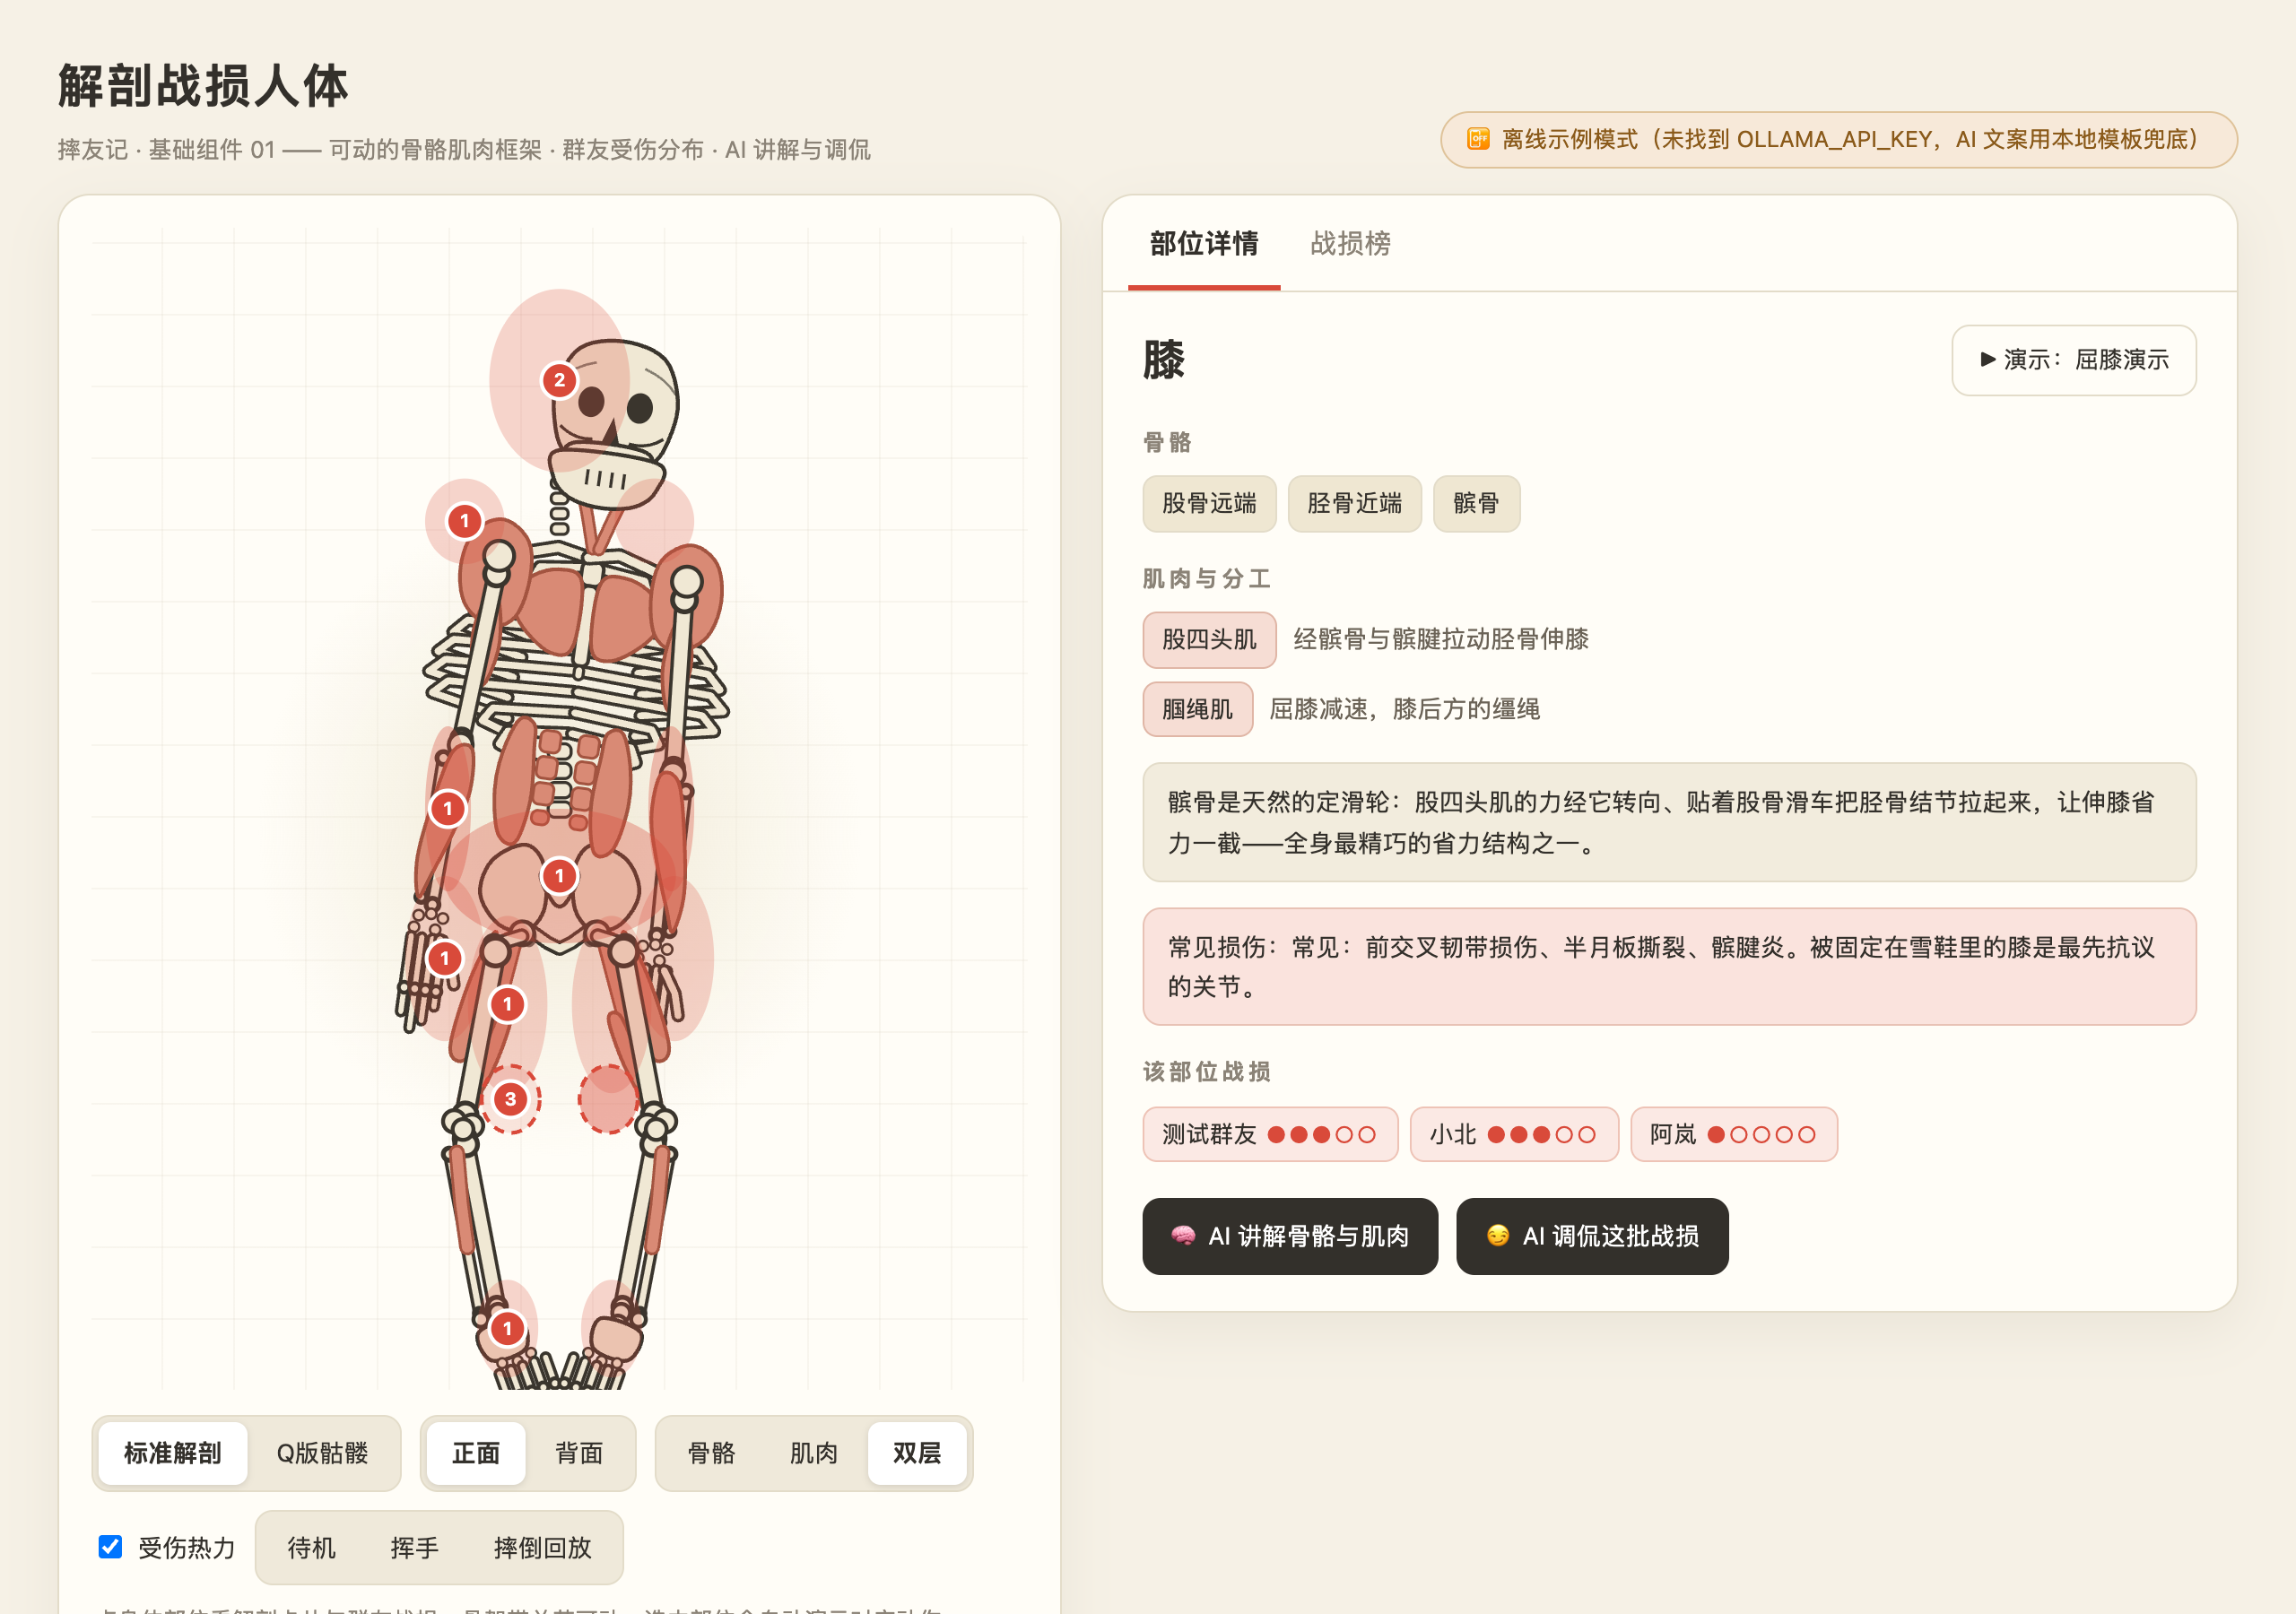 解剖战损人体
摔友记 · 基础组件 01 —— 可动的骨骼肌肉框架 · 群友受伤分布 · AI 讲解与调侃
离线示例模式（未找到 OLLAMA_API_KEY，AI 文案用本地模板兜底）
2
1
1
1
1
1
3
1
标准解剖
Q版骷髅
正面
背面
骨骼
肌肉
双层
受伤热力
待机
挥手
摔倒回放
部位详情
战损榜
膝
▶ 演示：屈膝演示
骨骼
股骨远端
胫骨近端
髌骨
肌肉与分工
股四头肌 经髌骨与髌腱拉动胫骨伸膝
腘绳肌 屈膝减速，膝后方的缰绳
髌骨是天然的定滑轮：股四头肌的力经它转向、贴着股骨滑车把胫骨结节拉起来，让伸膝省
力一截——全身最精巧的省力结构之一。
常见损伤：常见：前交叉韧带损伤、半月板撕裂、髌腱炎。被固定在雪鞋里的膝是最先抗议
的关节。
该部位战损
测试群友 ●●●○○
小北 ●●●○○
阿岚 ●○○○○
🧠 AI 讲解骨骼与肌肉
😏 AI 调侃这批战损